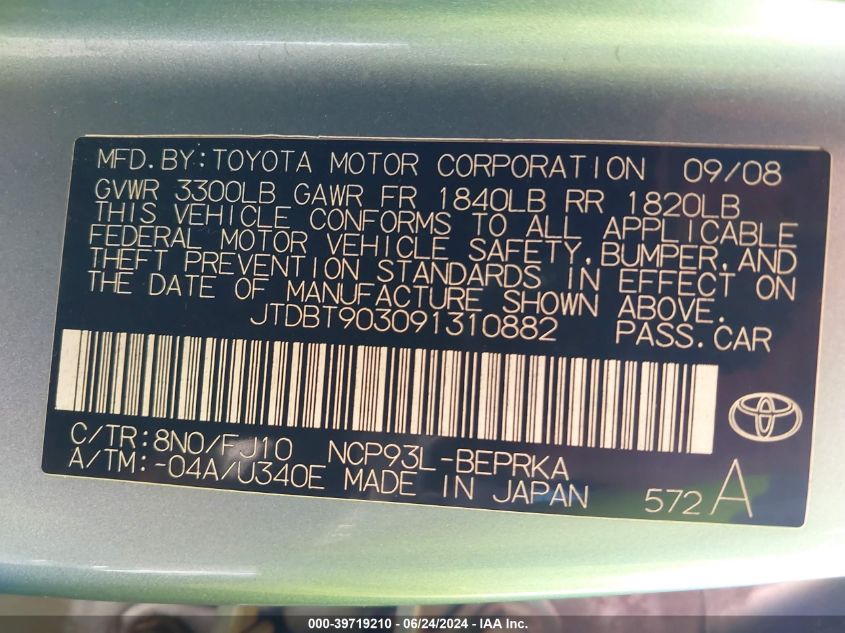 MFD.BY:TOYOTA MOTOR CORPORATION 09/08
GVWR 3300LB GAWR FR 1840LB RR 1820LB
THIS VEHICLE CONFORMS TO ALL APPLICABLE
FEDERAL MOTOR VEHICLE SAFETY,BUMPER,AND
THEFT PREVENTION STANDARDS IN EFFECT ON
THE DATE OF MANUFACTURE SHOWN ABOVE.
JTDBT903091310882 PASS.CAR
C/TR:8N0/FJ10 NCP93L-BEPRKA
A/TM:-04A/U340E MADE IN JAPAN 572 A
000-39719210 - 06/24/2024 - IAA Inc.